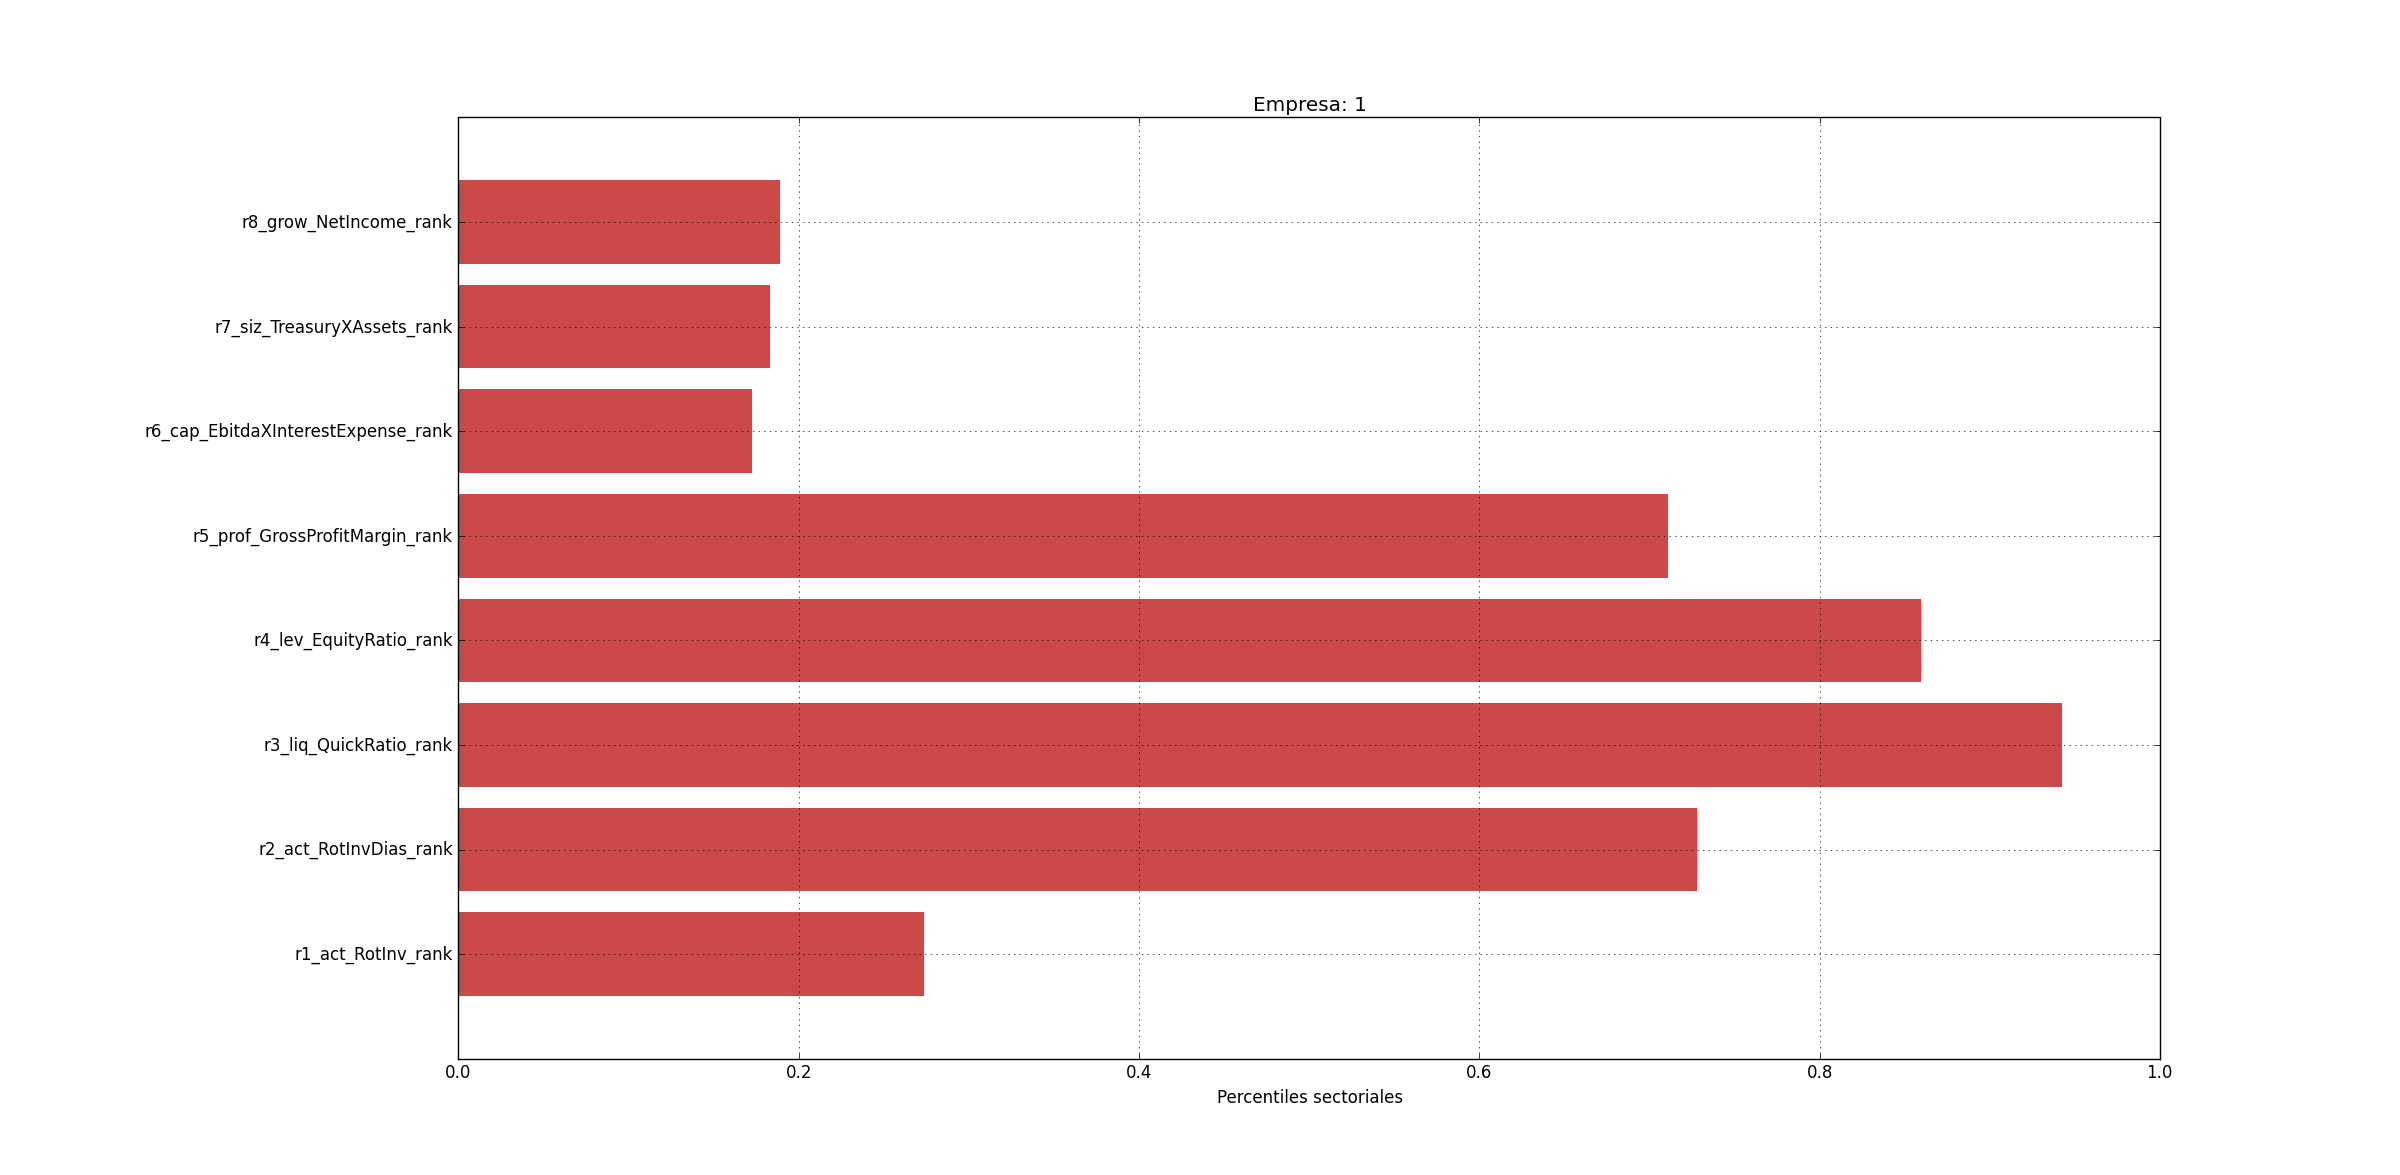 Empresa: 1
r8_grow_NetIncome_rank
r7_siz_TreasuryXAssets_rank
r6_cap_EbitdaXInterestExpense_rank
r5_prof_GrossProfitMargin_rank
r4_lev_EquityRatio_rank
r3_liq_QuickRatio_rank
r2_act_RotInvDias_rank
r1_act_RotInv_rank
0.0 0.2 0.4 0.6 0.8 1.0
Percentiles sectoriales